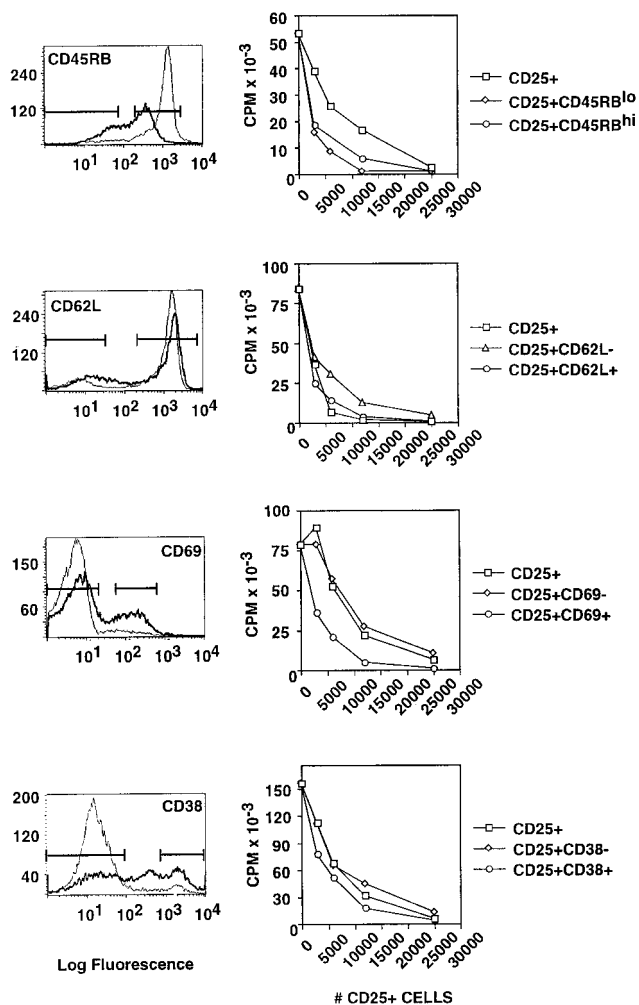 CD45RB
240
120
10¹ 10² 10³ 10⁴
CPM x 10⁻³
60
50
40
30
20
10
0
0 5000 10000 15000 20000 25000 30000
CD25+
CD25+CD45RBlo
CD25+CD45RBhi
CD62L
240
120
10¹ 10² 10³ 10⁴
CPM x 10⁻³
100
75
50
25
0
0 5000 10000 15000 20000 25000 30000
CD25+
CD25+CD62L-
CD25+CD62L+
CD69
150
60
10¹ 10² 10³ 10⁴
CPM x 10⁻³
100
75
50
25
0
0 5000 10000 15000 20000 25000 30000
CD25+
CD25+CD69-
CD25+CD69+
CD38
200
120
40
10¹ 10² 10³ 10⁴
Log Fluorescence
CPM x 10⁻³
150
120
90
60
30
0
0 5000 10000 15000 20000 25000 30000
CD25+
CD25+CD38-
CD25+CD38+
# CD25+ CELLS